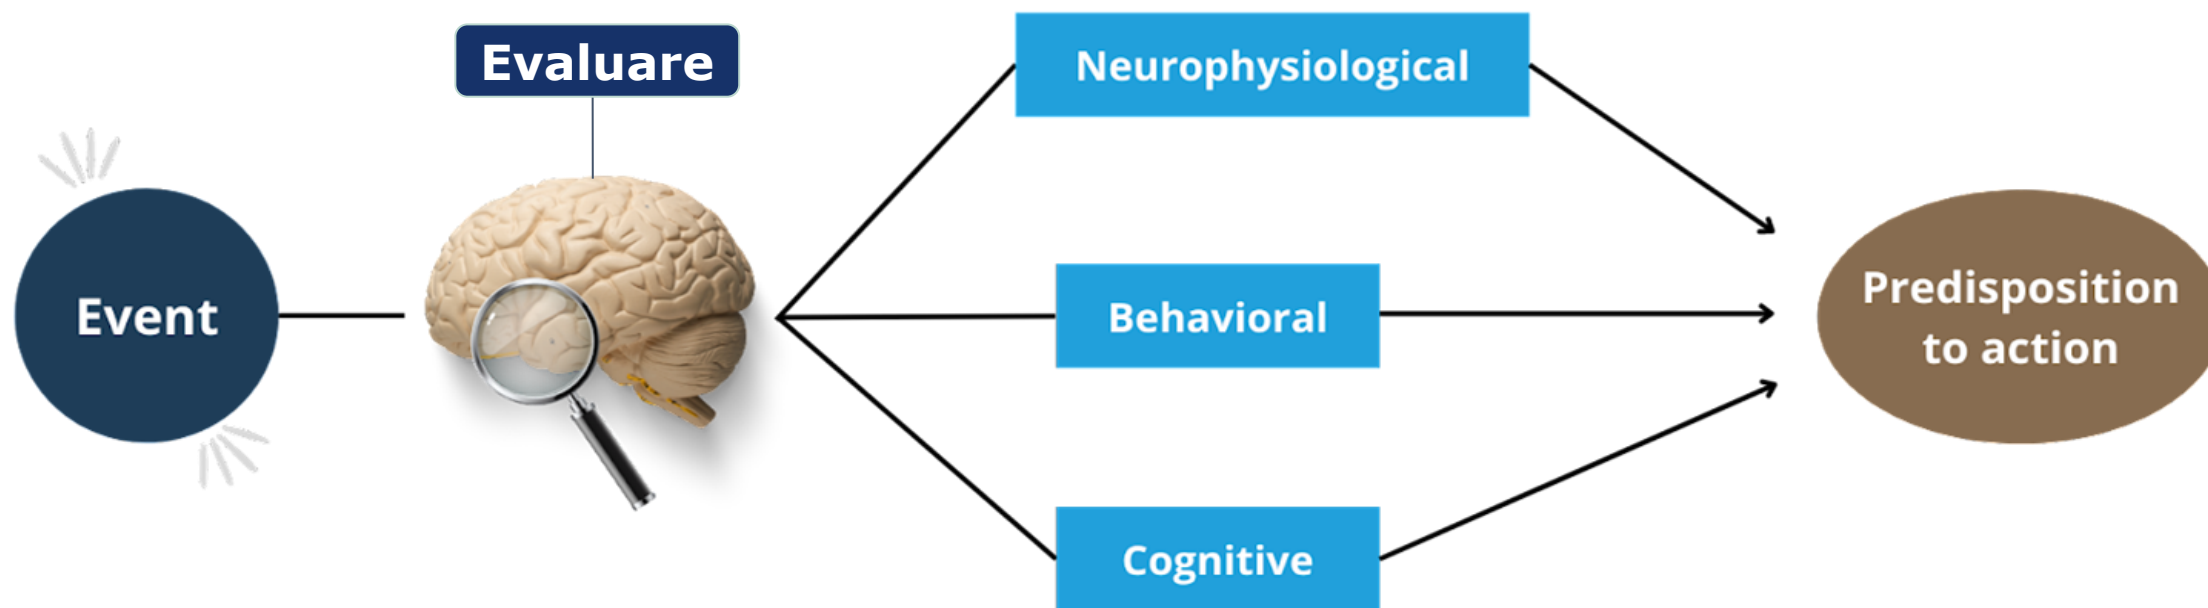 Evaluare
Neurophysiological
Event
Behavioral
Predisposition
to action
Cognitive